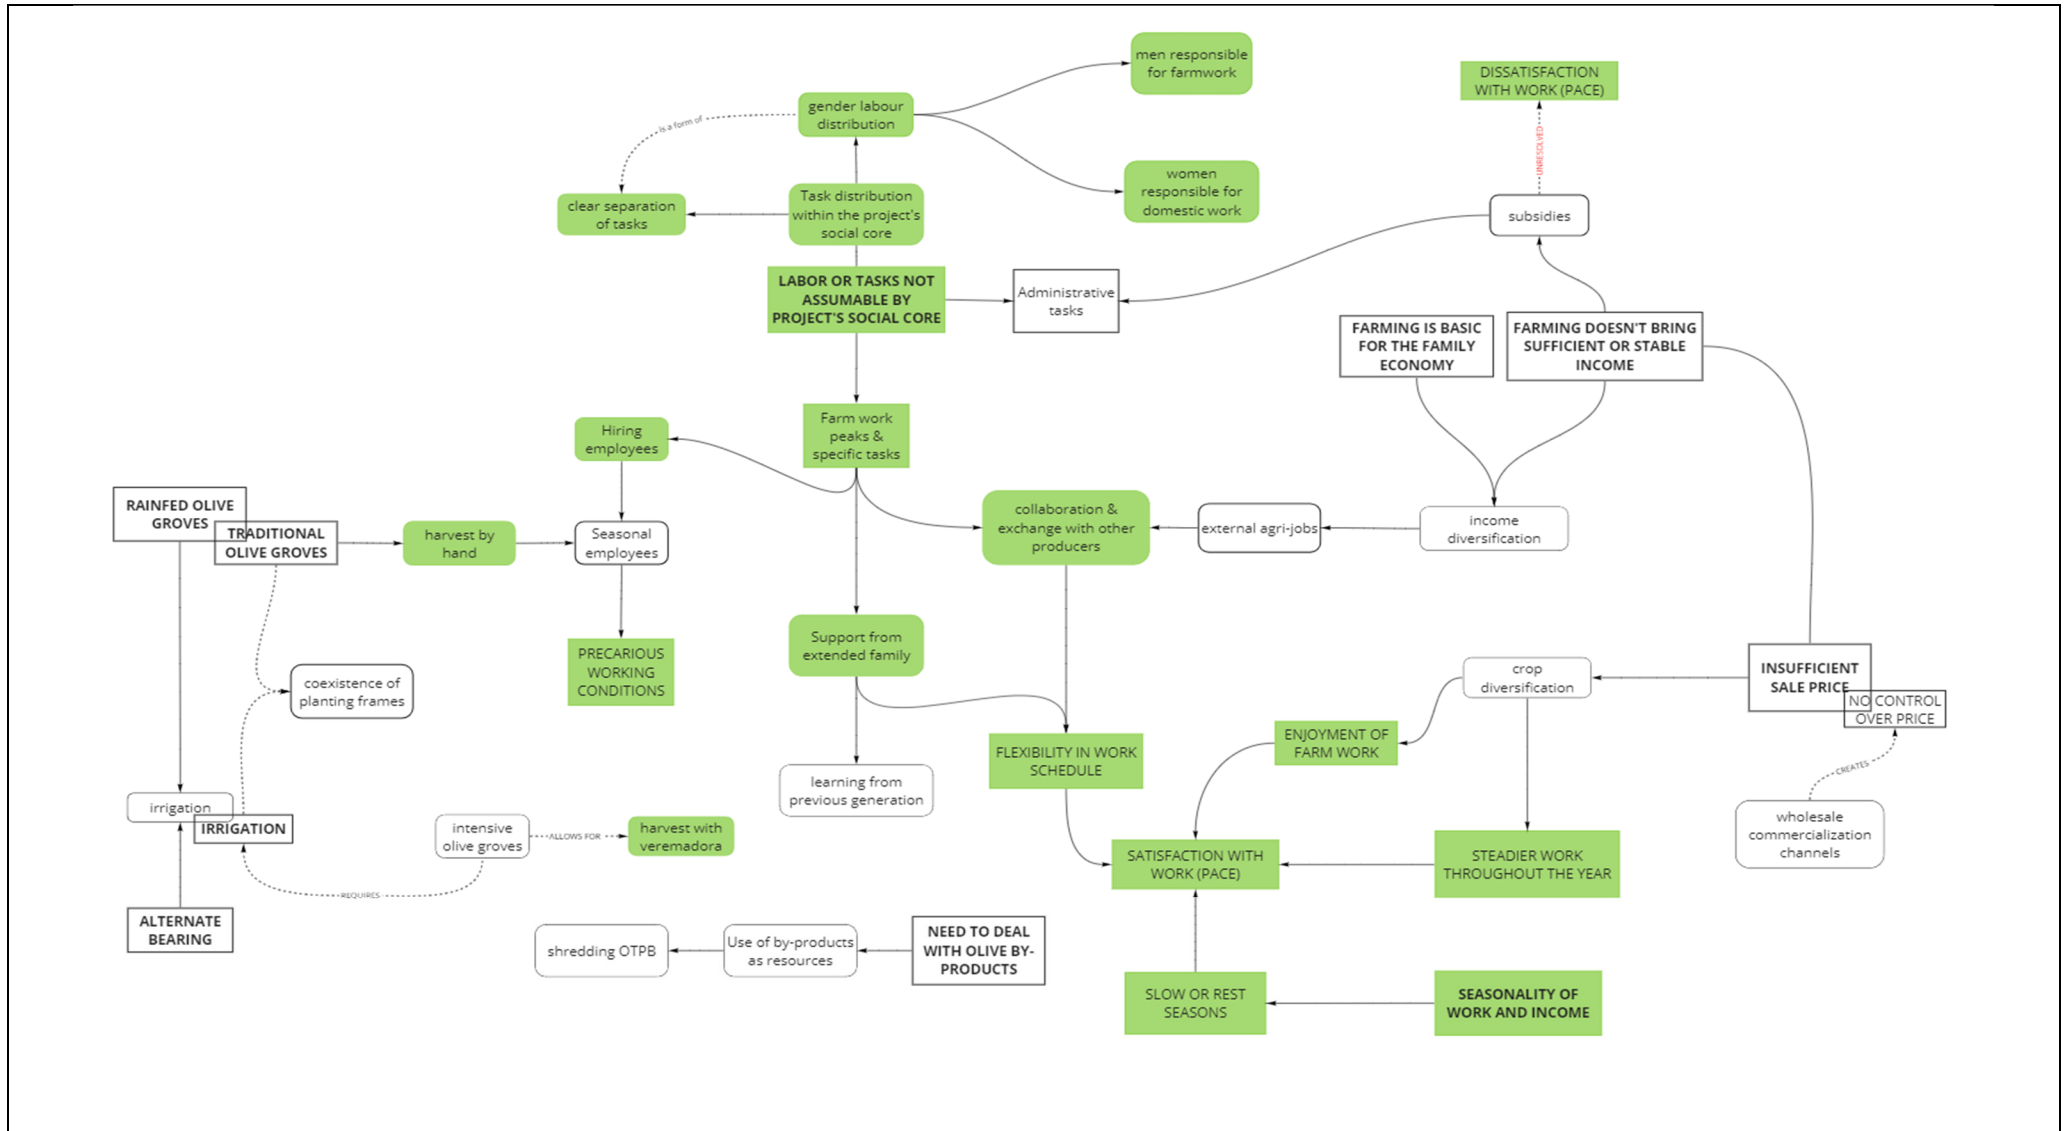 men responsible
for farmwork
DISSATISFACTION
WITH WORK (PACE)
gender labour
distribution
is a form of
UNRESOLVED
women
responsible for
domestic work
clear separation
of tasks
Task distribution
within the project's
social core
subsidies
LABOR OR TASKS NOT
ASSUMABLE BY
PROJECT'S SOCIAL CORE
Administrative
tasks
FARMING IS BASIC
FOR THE FAMILY
ECONOMY
FARMING DOESN'T BRING
SUFFICIENT OR STABLE
INCOME
Farm work
peaks &
specific tasks
Hiring
employees
RAINFED OLIVE
GROVES
TRADITIONAL
OLIVE GROVES
harvest by
hand
Seasonal
employees
collaboration &
exchange with other
producers
external agri-jobs
income
diversification
PRECARIOUS
WORKING
CONDITIONS
Support from
extended family
coexistence of
planting frames
crop
diversification
INSUFFICIENT
SALE PRICE
NO CONTROL
OVER PRICE
ENJOYMENT OF
FARM WORK
FLEXIBILITY IN WORK
SCHEDULE
learning from
previous generation
CREATES
irrigation
IRRIGATION
intensive
olive groves
ALLOWS FOR
harvest with
veremadora
wholesale
commercialization
channels
SATISFACTION WITH
WORK (PACE)
STEADIER WORK
THROUGHOUT THE YEAR
REQUIRES
ALTERNATE
BEARING
shredding OTPB
Use of by-products
as resources
NEED TO DEAL
WITH OLIVE BY-
PRODUCTS
SLOW OR REST
SEASONS
SEASONALITY OF
WORK AND INCOME